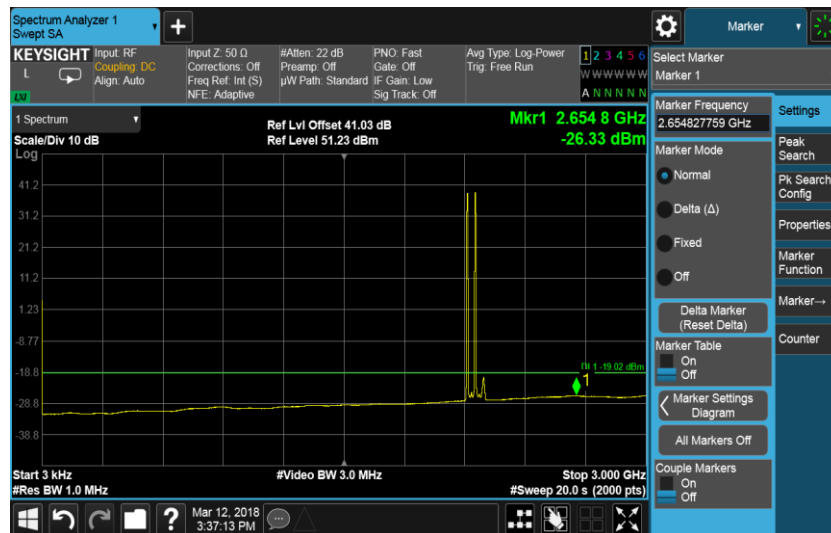 Spectrum Analyzer 1
Swept SA
+
Marker
KEYSIGHT
L
LXI
Input: RF
Coupling: DC
Align: Auto
Input Z: 50 Ω
Corrections: Off
Freq Ref: Int (S)
NFE: Adaptive
#Atten: 22 dB
Preamp: Off
µW Path: Standard
PNO: Fast
Gate: Off
IF Gain: Low
Sig Track: Off
Avg Type: Log-Power
Trig: Free Run
1 2 3 4 5 6
W W W W W W
A N N N N N
Select Marker
Marker 1
1 Spectrum
Scale/Div 10 dB
Log
Ref Lvl Offset 41.03 dB
Ref Level 51.23 dBm
Mkr1 2.654 8 GHz
-26.33 dBm
41.2
31.2
21.2
11.2
1.23
-8.77
-18.8
-28.8
-38.8
DL1 -19.02 dBm
1
Start 3 kHz
#Res BW 1.0 MHz
#Video BW 3.0 MHz
Stop 3.000 GHz
#Sweep 20.0 s (2000 pts)
Marker Frequency
2.654827759 GHz
Marker Mode
Normal
Delta (Δ)
Fixed
Off
Delta Marker
(Reset Delta)
Marker Table
On
Off
Marker Settings
Diagram
All Markers Off
Couple Markers
On
Off
Settings
Peak
Search
Pk Search
Config
Properties
Marker
Function
Marker→
Counter
?
Mar 12, 2018
3:37:13 PM